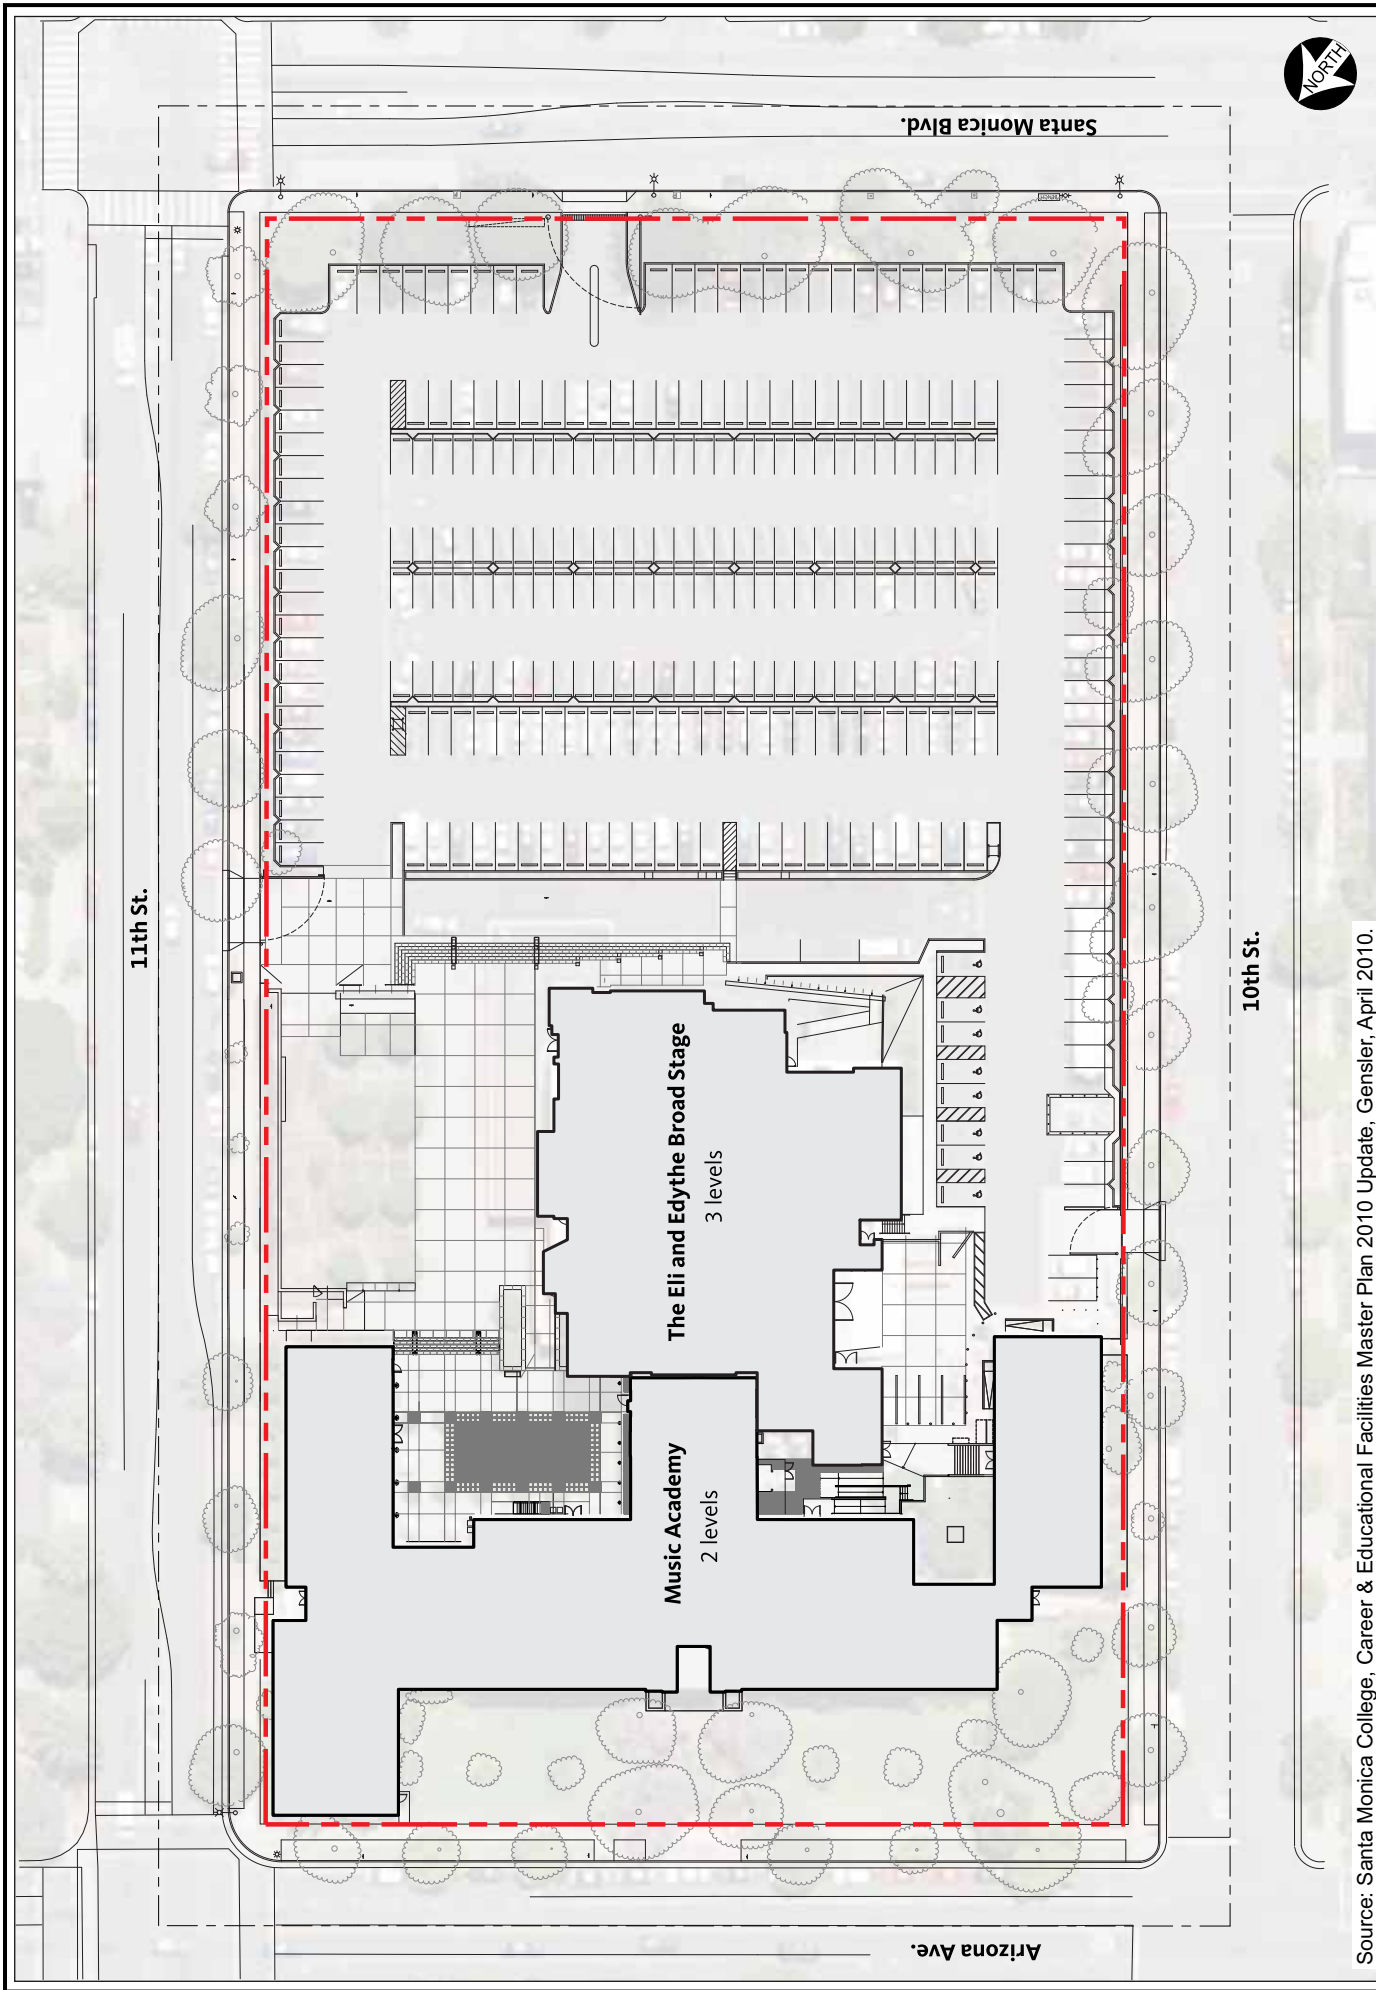 NORTH
Santa Monica Blvd.
11th St.
10th St.
The Eli and Edythe Broad Stage
3 levels
Music Academy
2 levels
Arizona Ave.
Source: Santa Monica College, Career & Educational Facilities Master Plan 2010 Update, Gensler, April 2010.